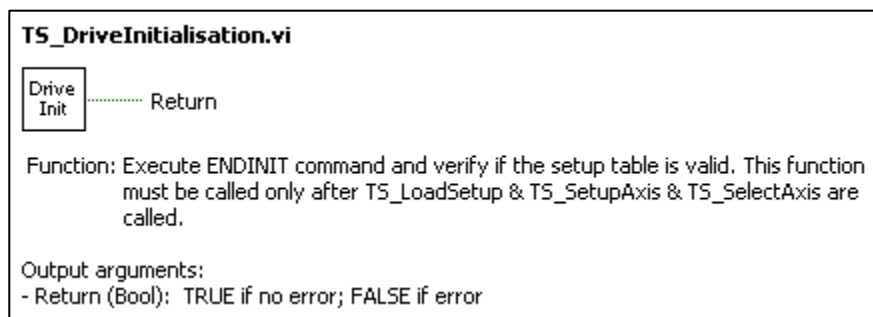 TS_DriveInitialisation.vi
Drive
Init
Return
Function: Execute ENDINIT command and verify if the setup table is valid. This function
must be called only after TS_LoadSetup & TS_SetupAxis & TS_SelectAxis are
called.
Output arguments:
- Return (Bool): TRUE if no error; FALSE if error